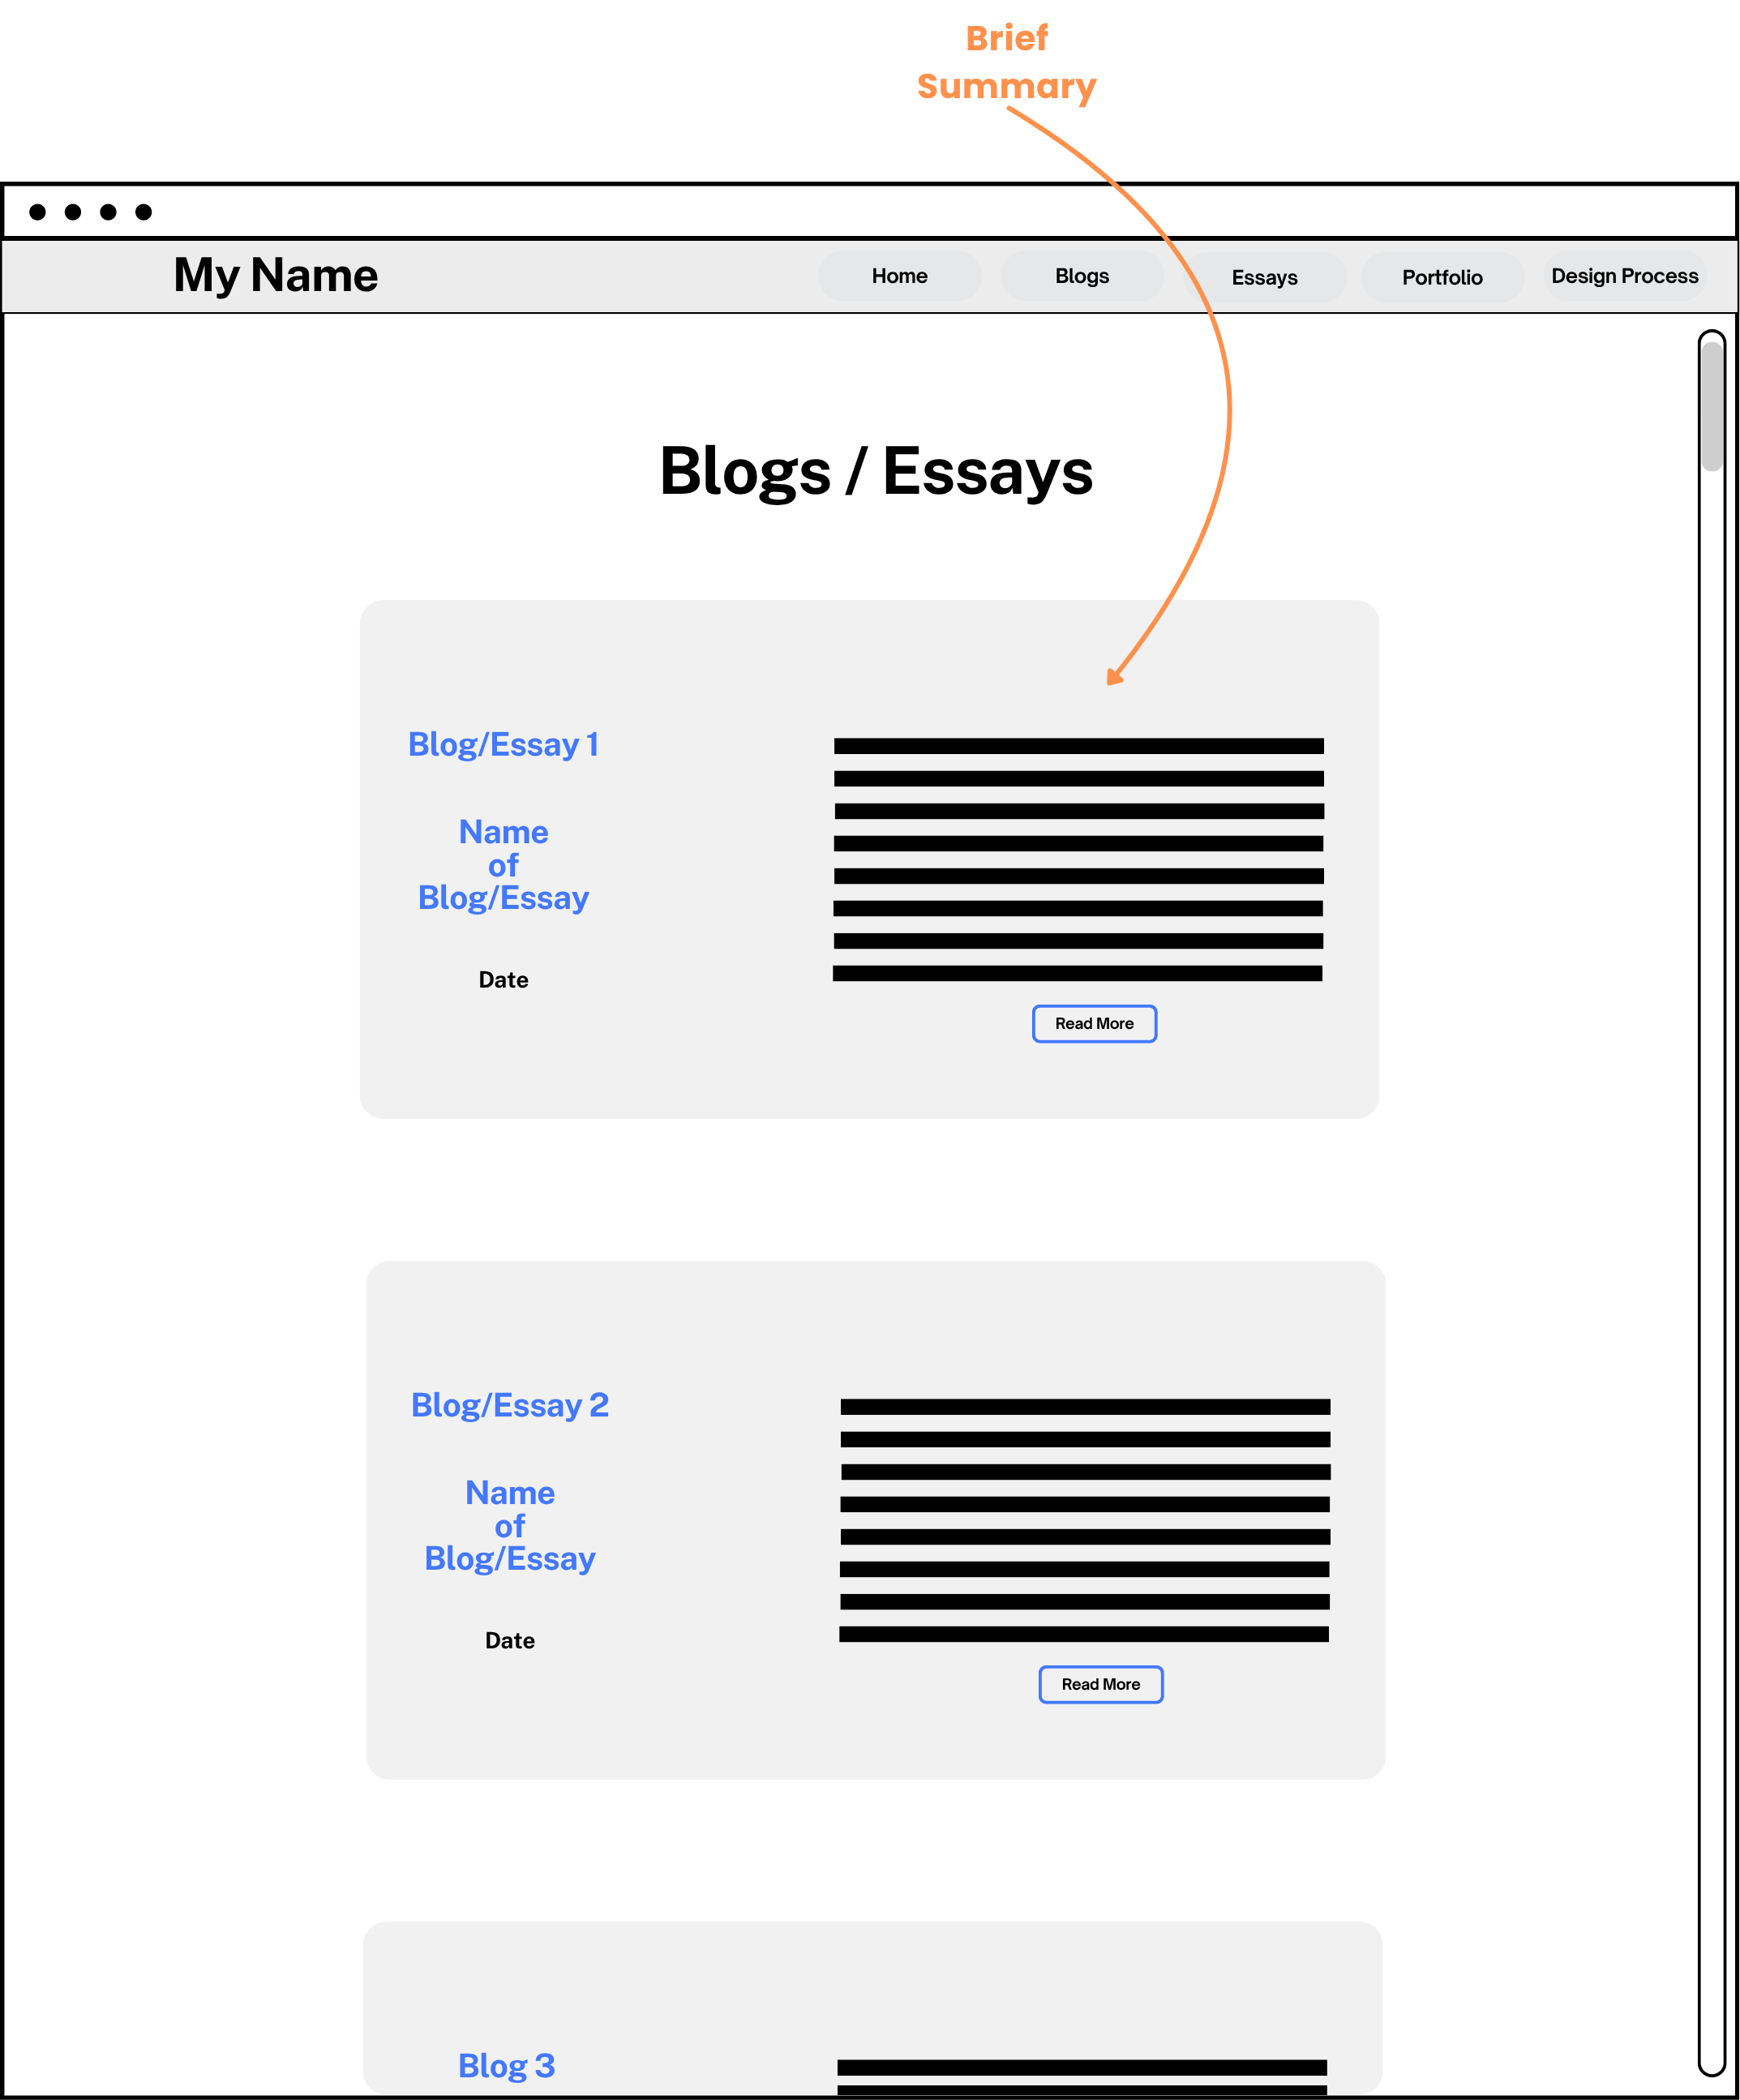 Brief
Summary
My Name
Home
Blogs
Essays
Portfolio
Design Process
Blogs / Essays
Blog/Essay 1
Name
of
Blog/Essay
Date
Read More
Blog/Essay 2
Name
of
Blog/Essay
Date
Read More
Blog 3